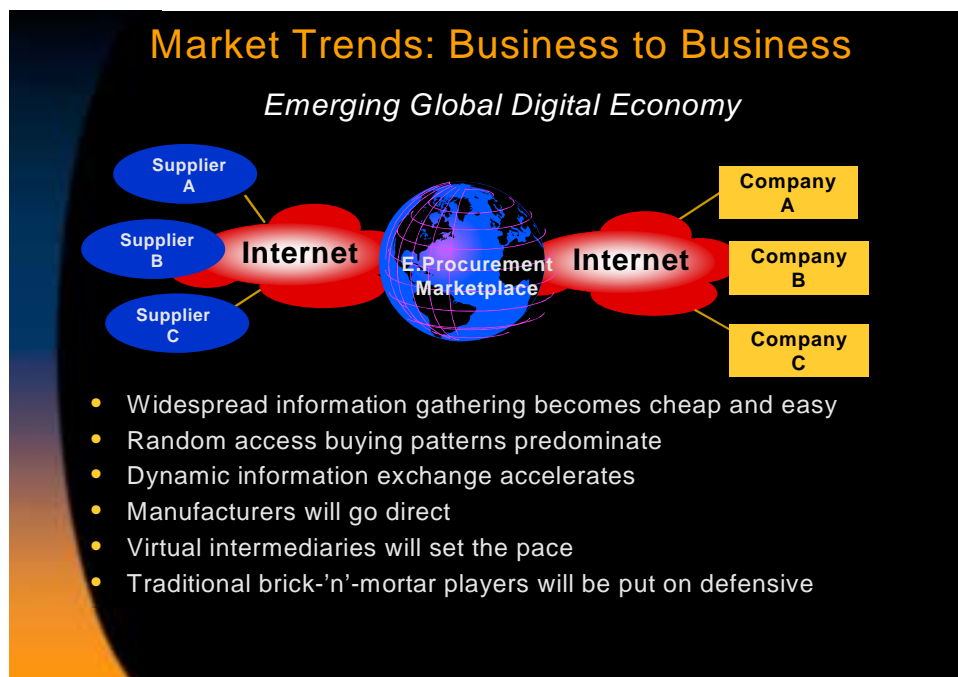 Market Trends: Business to Business
Emerging Global Digital Economy
Supplier
A
Supplier
B
Supplier
C
Internet
E.Procurement
Marketplace
Internet
Company
A
Company
B
Company
C
• Widespread information gathering becomes cheap and easy
• Random access buying patterns predominate
• Dynamic information exchange accelerates
• Manufacturers will go direct
• Virtual intermediaries will set the pace
• Traditional brick-’n’-mortar players will be put on defensive